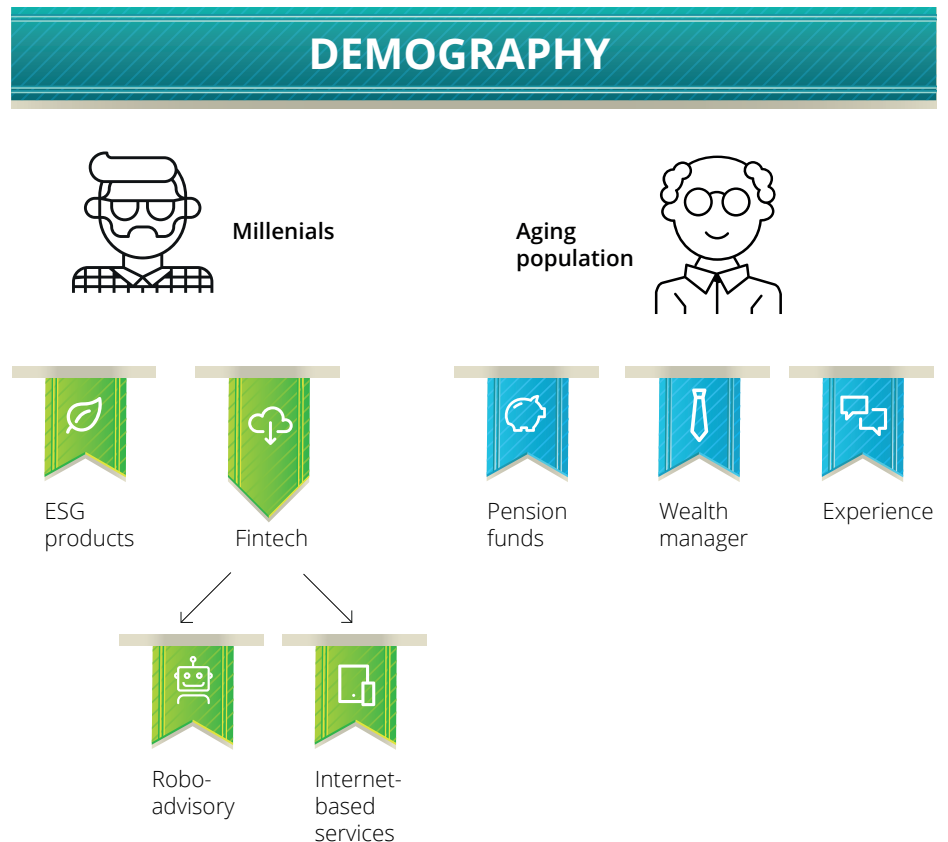 DEMOGRAPHY
Millenials
Aging
population
ESG
products
Fintech
Pension
funds
Wealth
manager
Experience
Robo-
advisory
Internet-
based
services